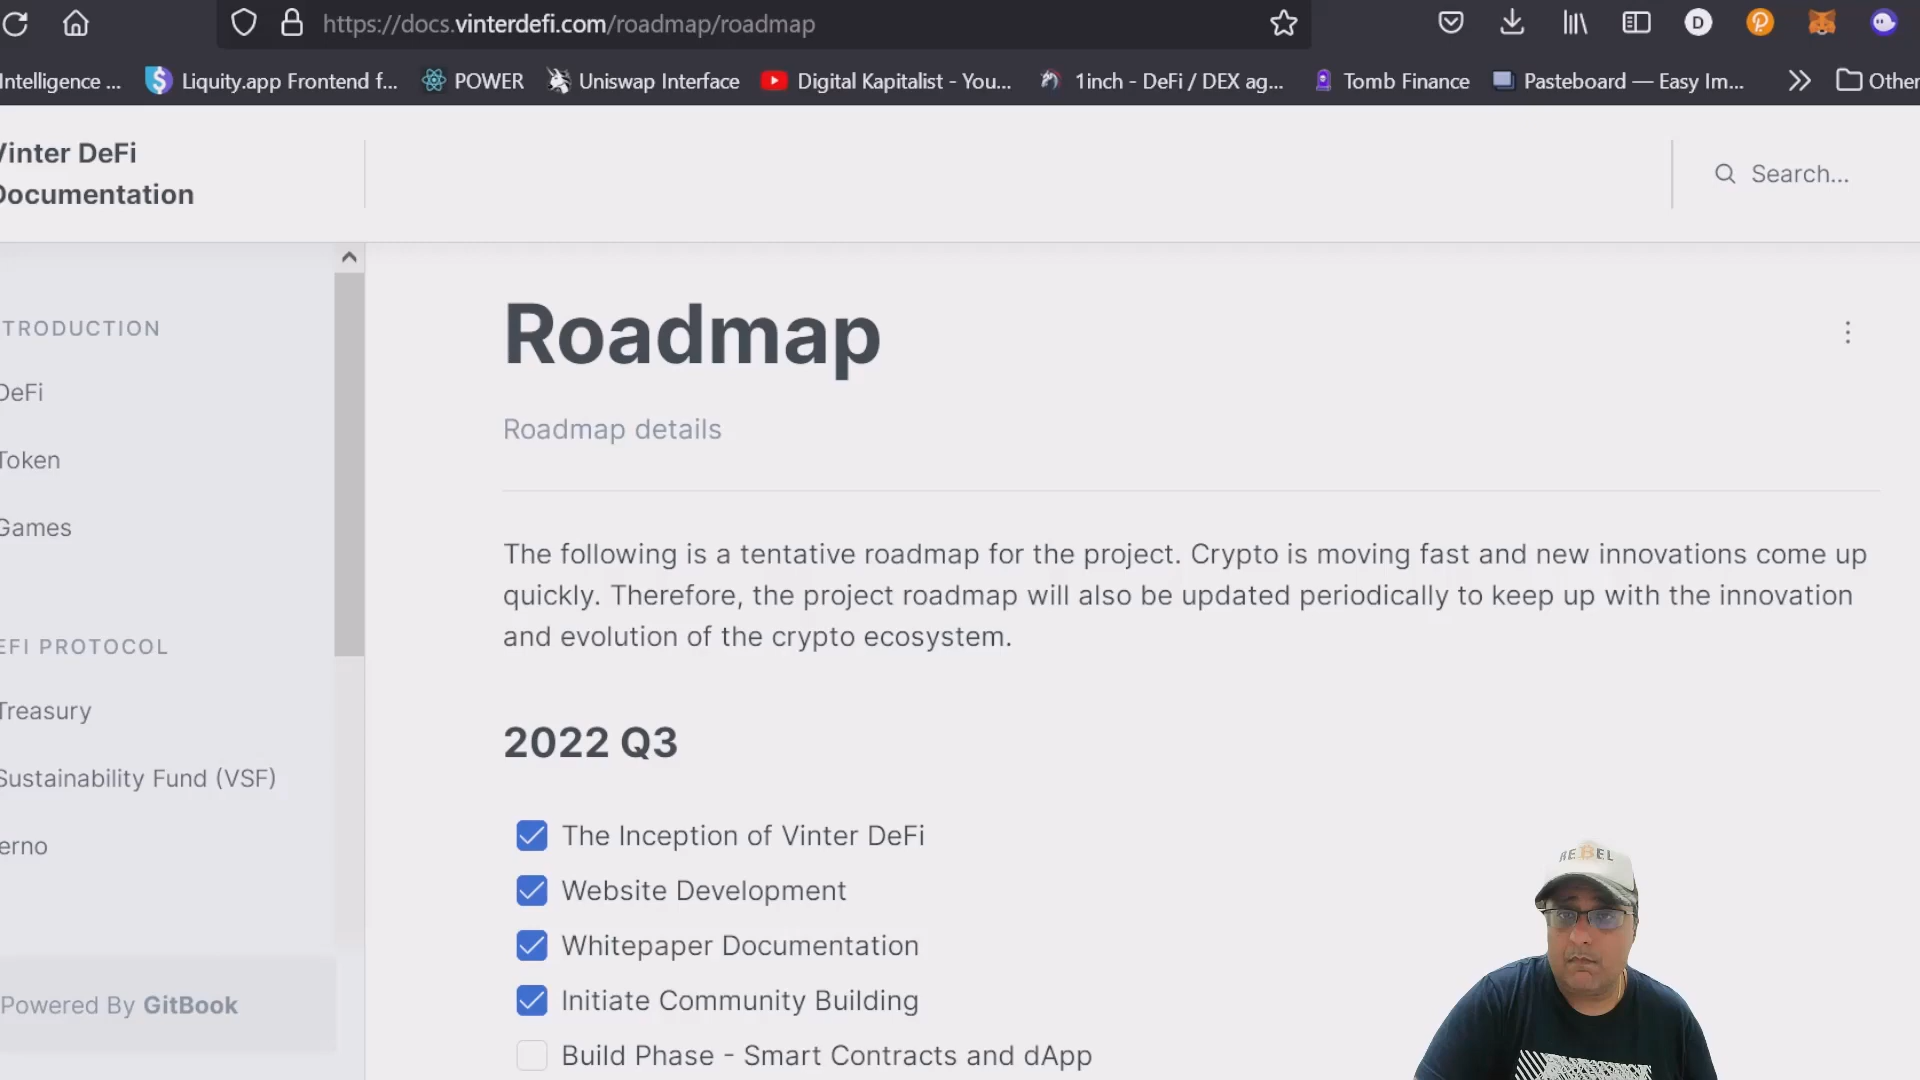 https://docs.vinterdefi.com/roadmap/roadmap
D
Intelligence ... Liquity.app Frontend f... POWER Uniswap Interface Digital Kapitalist - You... 1inch - DeFi / DEX ag... Tomb Finance Pasteboard — Easy Im... Other
Vinter DeFi
Documentation
Search...
TRODUCTION
DeFi
Token
Games
EFI PROTOCOL
Treasury
Sustainability Fund (VSF)
erno
Powered By GitBook
Roadmap
Roadmap details
The following is a tentative roadmap for the project. Crypto is moving fast and new innovations come up
quickly. Therefore, the project roadmap will also be updated periodically to keep up with the innovation
and evolution of the crypto ecosystem.
2022 Q3
The Inception of Vinter DeFi
Website Development
Whitepaper Documentation
Initiate Community Building
Build Phase - Smart Contracts and dApp
REBEL